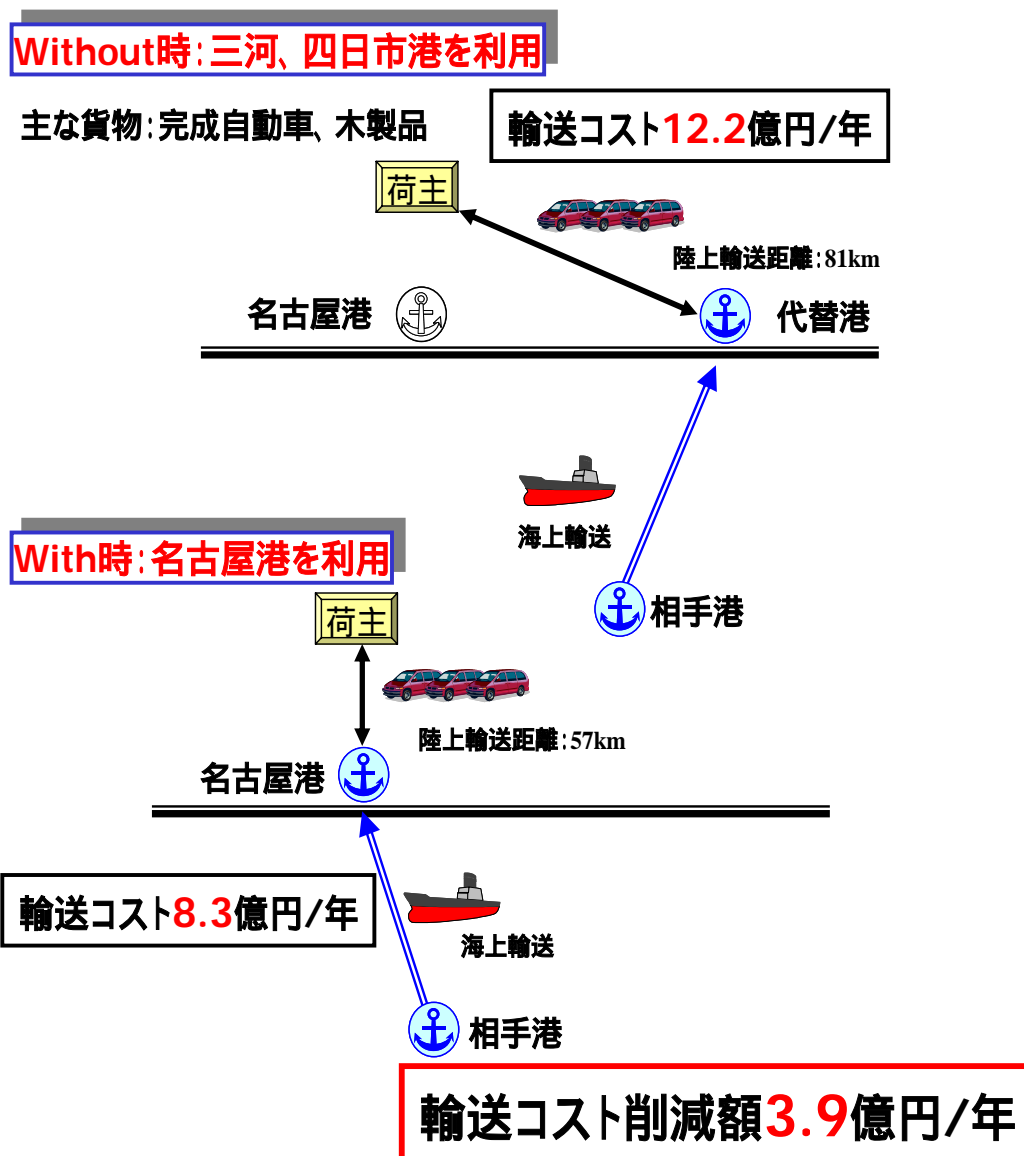 Without時：三河、四日市港を利用
主な貨物：完成自動車、木製品
輸送コスト12.2億円/年
荷主
陸上輸送距離：81km
名古屋港
代替港
海上輸送
相手港
With時：名古屋港を利用
荷主
陸上輸送距離：57km
名古屋港
輸送コスト8.3億円/年
海上輸送
相手港
輸送コスト削減額3.9億円/年